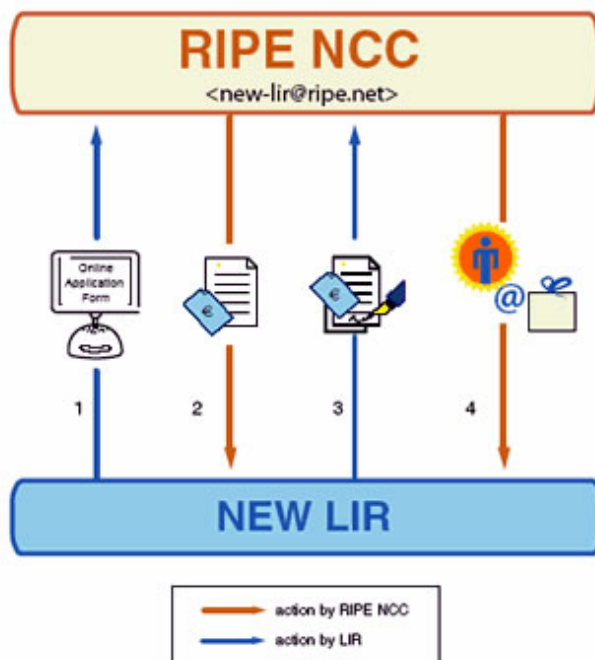 RIPE NCC
<new-lir@ripe.net>
Online
Application
Form
€
€
@
1
2
3
4
NEW LIR
action by RIPE NCC
action by LIR